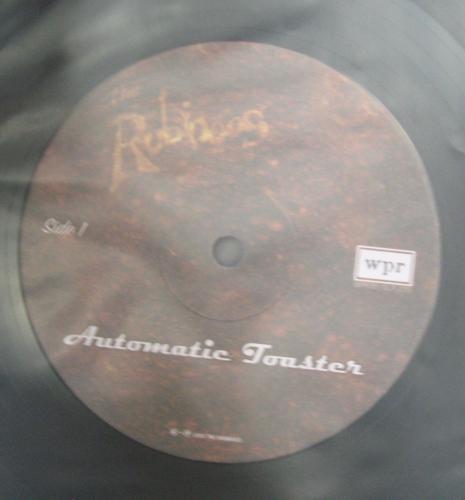 The
Rubinoos
Side 1
wpr
Automatic Toaster